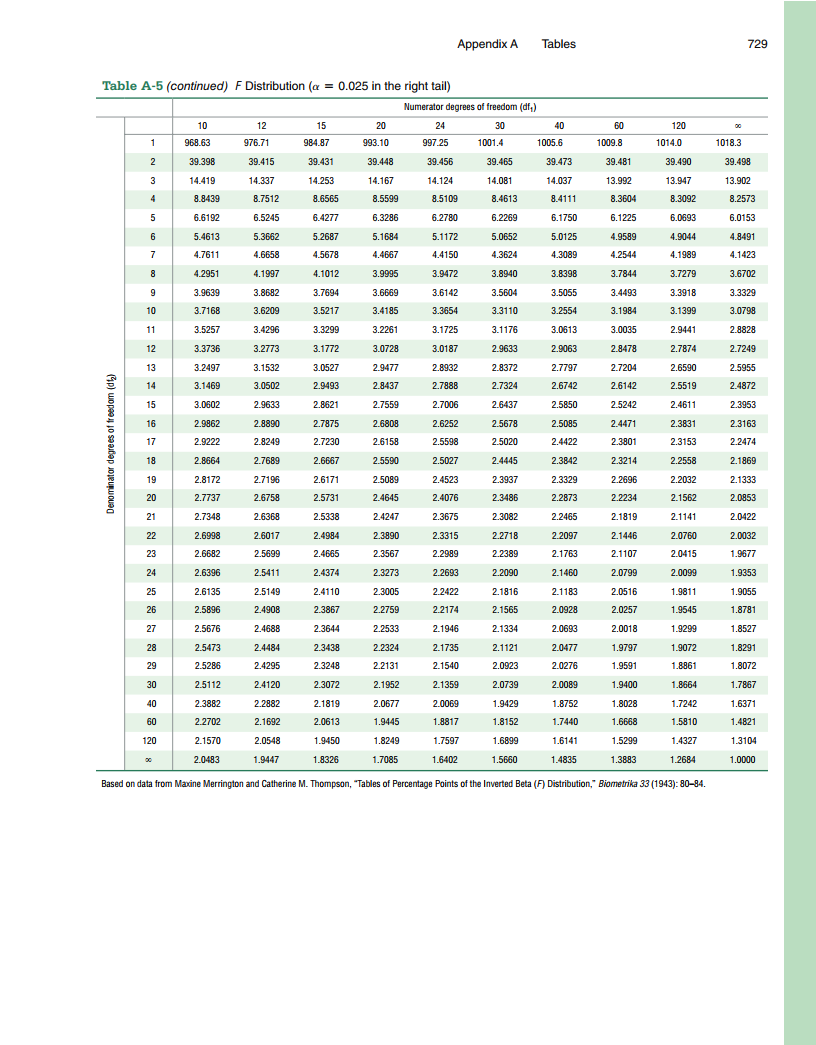 Appendix A Tables 729
Table A-5 (continued) F Distribution (α = 0.025 in the right tail)
Numerator degrees of freedom (df₁)
10 12 15 20 24 30 40 60 120 ∞
Denominator degrees of freedom (df₂)
1 968.63 976.71 984.87 993.10 997.25 1001.4 1005.6 1009.8 1014.0 1018.3
2 39.398 39.415 39.431 39.448 39.456 39.465 39.473 39.481 39.490 39.498
3 14.419 14.337 14.253 14.167 14.124 14.081 14.037 13.992 13.947 13.902
4 8.8439 8.7512 8.6565 8.5599 8.5109 8.4613 8.4111 8.3604 8.3092 8.2573
5 6.6192 6.5245 6.4277 6.3286 6.2780 6.2269 6.1750 6.1225 6.0693 6.0153
6 5.4613 5.3662 5.2687 5.1684 5.1172 5.0652 5.0125 4.9589 4.9044 4.8491
7 4.7611 4.6658 4.5678 4.4667 4.4150 4.3624 4.3089 4.2544 4.1989 4.1423
8 4.2951 4.1997 4.1012 3.9995 3.9472 3.8940 3.8398 3.7844 3.7279 3.6702
9 3.9639 3.8682 3.7694 3.6669 3.6142 3.5604 3.5055 3.4493 3.3918 3.3329
10 3.7168 3.6209 3.5217 3.4185 3.3654 3.3110 3.2554 3.1984 3.1399 3.0798
11 3.5257 3.4296 3.3299 3.2261 3.1725 3.1176 3.0613 3.0035 2.9441 2.8828
12 3.3736 3.2773 3.1772 3.0728 3.0187 2.9633 2.9063 2.8478 2.7874 2.7249
13 3.2497 3.1532 3.0527 2.9477 2.8932 2.8372 2.7797 2.7204 2.6590 2.5955
14 3.1469 3.0502 2.9493 2.8437 2.7888 2.7324 2.6742 2.6142 2.5519 2.4872
15 3.0602 2.9633 2.8621 2.7559 2.7006 2.6437 2.5850 2.5242 2.4611 2.3953
16 2.9862 2.8890 2.7875 2.6808 2.6252 2.5678 2.5085 2.4471 2.3831 2.3163
17 2.9222 2.8249 2.7230 2.6158 2.5598 2.5020 2.4422 2.3801 2.3153 2.2474
18 2.8664 2.7689 2.6667 2.5590 2.5027 2.4445 2.3842 2.3214 2.2558 2.1869
19 2.8172 2.7196 2.6171 2.5089 2.4523 2.3937 2.3329 2.2696 2.2032 2.1333
20 2.7737 2.6758 2.5731 2.4645 2.4076 2.3486 2.2873 2.2234 2.1562 2.0853
21 2.7348 2.6368 2.5338 2.4247 2.3675 2.3082 2.2465 2.1819 2.1141 2.0422
22 2.6998 2.6017 2.4984 2.3890 2.3315 2.2718 2.2097 2.1446 2.0760 2.0032
23 2.6682 2.5699 2.4665 2.3567 2.2989 2.2389 2.1763 2.1107 2.0415 1.9677
24 2.6396 2.5411 2.4374 2.3273 2.2693 2.2090 2.1460 2.0799 2.0099 1.9353
25 2.6135 2.5149 2.4110 2.3005 2.2422 2.1816 2.1183 2.0516 1.9811 1.9055
26 2.5896 2.4908 2.3867 2.2759 2.2174 2.1565 2.0928 2.0257 1.9545 1.8781
27 2.5676 2.4688 2.3644 2.2533 2.1946 2.1334 2.0693 2.0018 1.9299 1.8527
28 2.5473 2.4484 2.3438 2.2324 2.1735 2.1121 2.0477 1.9797 1.9072 1.8291
29 2.5286 2.4295 2.3248 2.2131 2.1540 2.0923 2.0276 1.9591 1.8861 1.8072
30 2.5112 2.4120 2.3072 2.1952 2.1359 2.0739 2.0089 1.9400 1.8664 1.7867
40 2.3882 2.2882 2.1819 2.0677 2.0069 1.9429 1.8752 1.8028 1.7242 1.6371
60 2.2702 2.1692 2.0613 1.9445 1.8817 1.8152 1.7440 1.6668 1.5810 1.4821
120 2.1570 2.0548 1.9450 1.8249 1.7597 1.6899 1.6141 1.5299 1.4327 1.3104
∞ 2.0483 1.9447 1.8326 1.7085 1.6402 1.5660 1.4835 1.3883 1.2684 1.0000
Based on data from Maxine Merrington and Catherine M. Thompson, “Tables of Percentage Points of the Inverted Beta (F) Distribution,” Biometrika 33 (1943): 80–84.